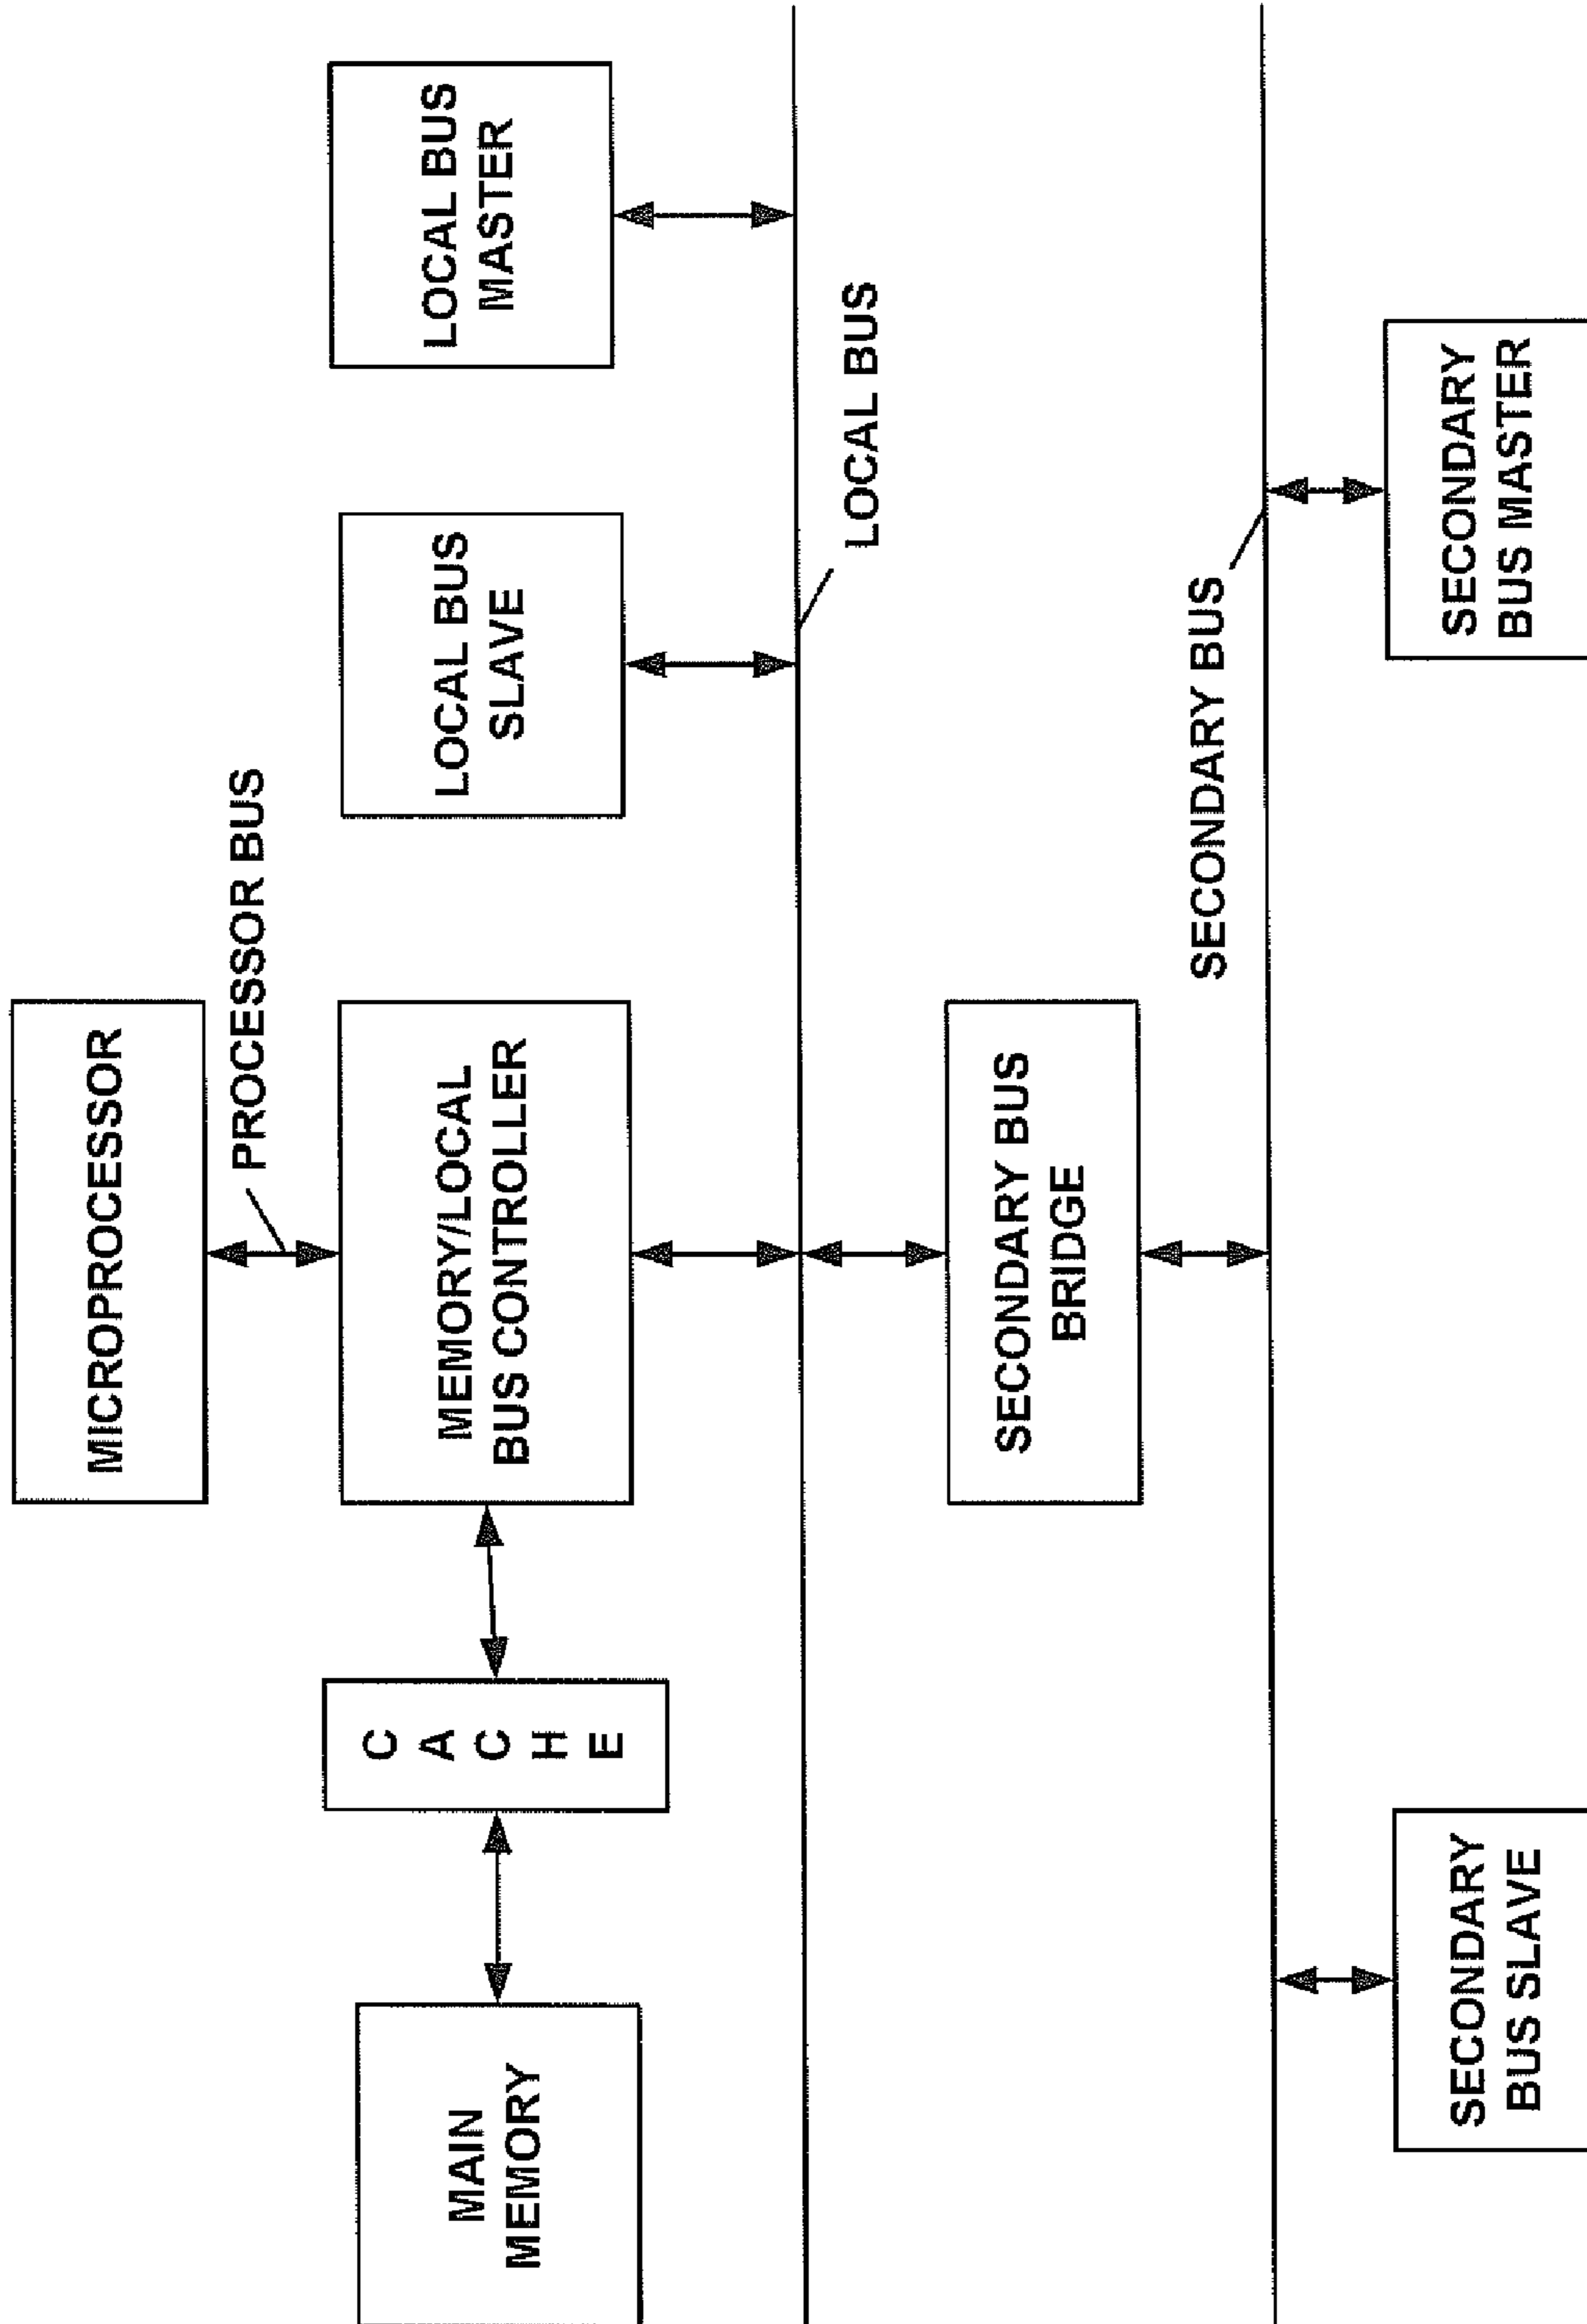 MICROPROCESSOR
PROCESSOR BUS
MAIN
MEMORY
C
A
C
H
E
MEMORY/LOCAL
BUS CONTROLLER
LOCAL BUS
SLAVE
LOCAL BUS
MASTER
LOCAL BUS
SECONDARY BUS
BRIDGE
SECONDARY BUS
SECONDARY
BUS SLAVE
SECONDARY
BUS MASTER